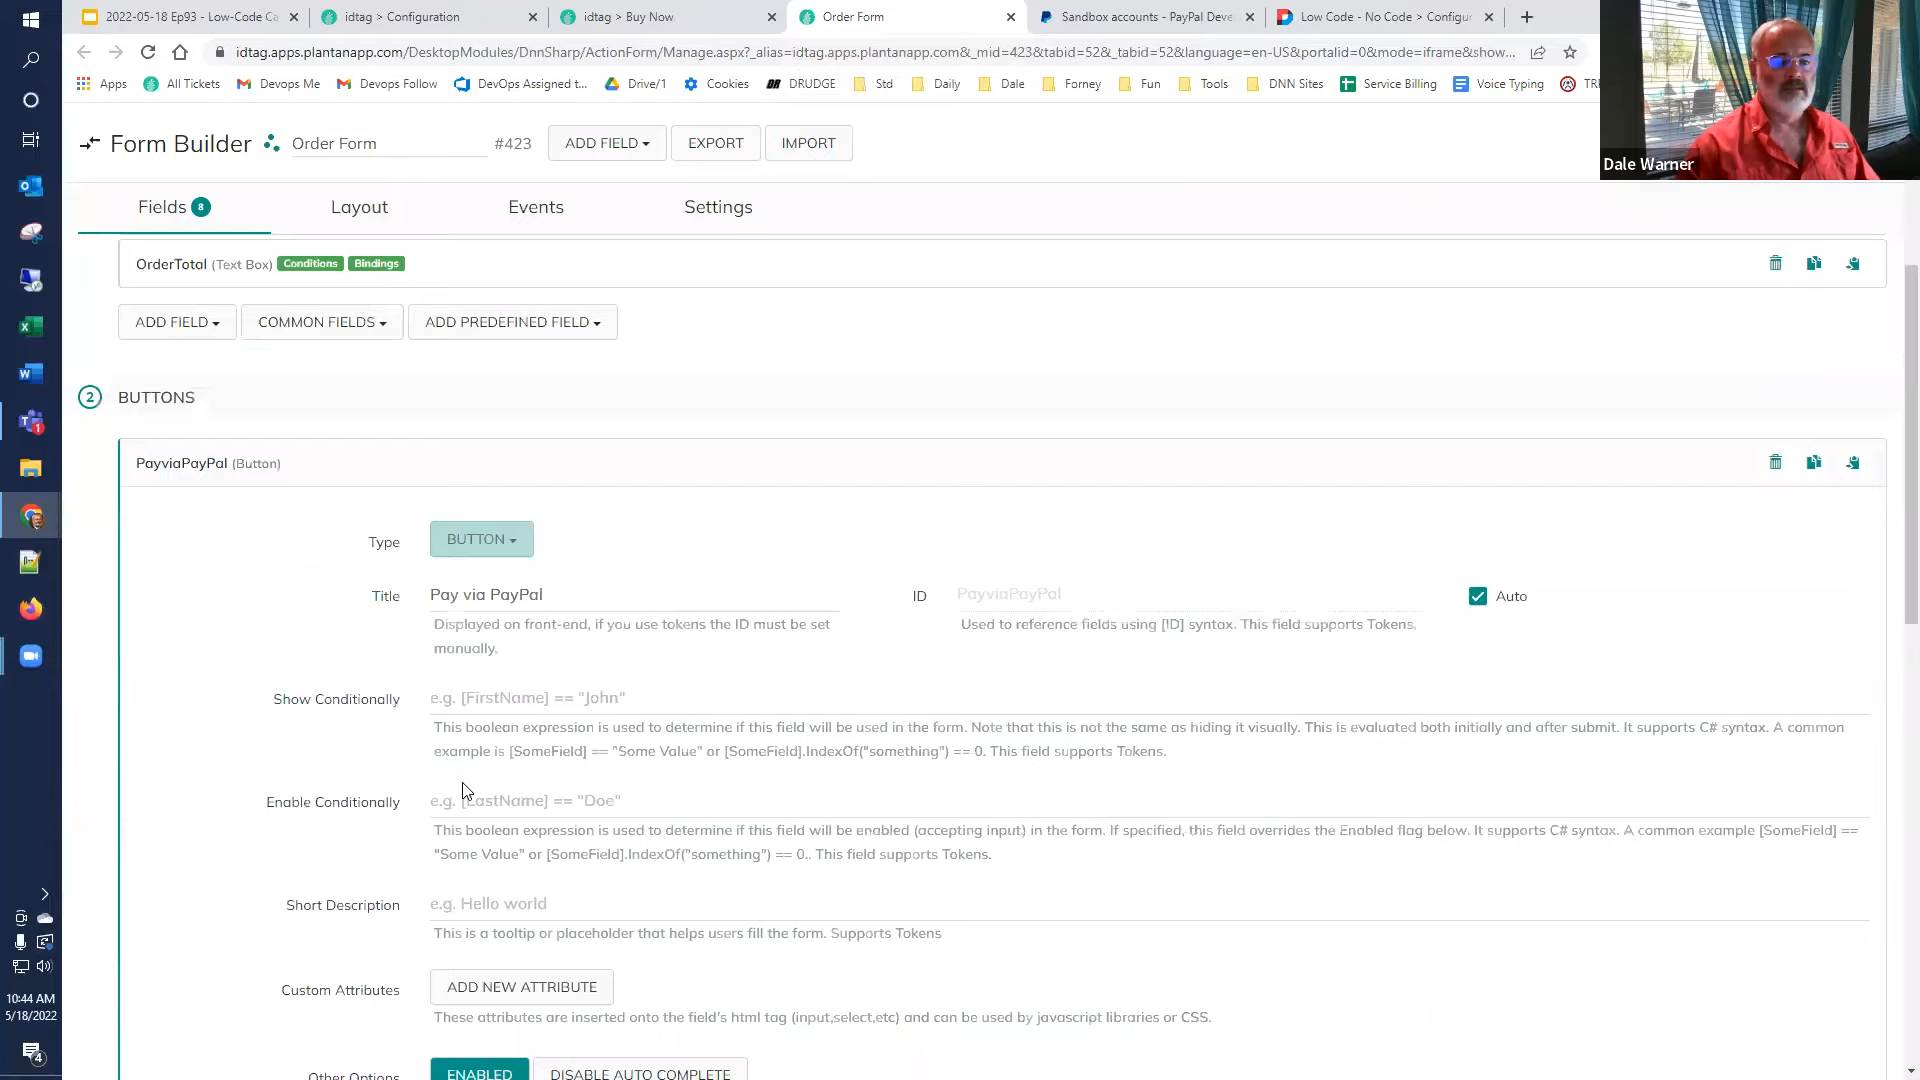 2022-05-18 Ep93 - Low-Code Ca
idtag > Configuration
idtag > Buy Now
Order Form
Sandbox accounts - PayPal Deve
Low Code - No Code > Configu
idtag.apps.plantanapp.com/DesktopModules/DnnSharp/ActionForm/Manage.aspx?_alias=idtag.apps.plantanapp.com&_mid=423&tabid=52&_tabid=52&language=en-US&portalid=0&mode=iframe&show...
Apps All Tickets Devops Me Devops Follow DevOps Assigned t... Drive/1 Cookies DRUDGE Std Daily Dale Forney Fun Tools DNN Sites Service Billing Voice Typing
Dale Warner
Form Builder Order Form #423 ADD FIELD EXPORT IMPORT
Fields 8 Layout Events Settings
OrderTotal (Text Box) Conditions Bindings
ADD FIELD COMMON FIELDS ADD PREDEFINED FIELD
2 BUTTONS
PayviaPayPal (Button)
Type BUTTON
Title Pay via PayPal ID PayviaPayPal Auto
Displayed on front-end, if you use tokens the ID must be set
manually.
Used to reference fields using [ID] syntax. This field supports Tokens.
Show Conditionally e.g. [FirstName] == "John"
This boolean expression is used to determine if this field will be used in the form. Note that this is not the same as hiding it visually. This is evaluated both initially and after submit. It supports C# syntax. A common
example is [SomeField] == "Some Value" or [SomeField].IndexOf("something") == 0. This field supports Tokens.
Enable Conditionally e.g. [LastName] == "Doe"
This boolean expression is used to determine if this field will be enabled (accepting input) in the form. If specified, this field overrides the Enabled flag below. It supports C# syntax. A common example [SomeField] ==
"Some Value" or [SomeField].IndexOf("something") == 0.. This field supports Tokens.
Short Description e.g. Hello world
This is a tooltip or placeholder that helps users fill the form. Supports Tokens
Custom Attributes ADD NEW ATTRIBUTE
These attributes are inserted onto the field's html tag (input,select,etc) and can be used by javascript libraries or CSS.
Other Options ENABLED DISABLE AUTO COMPLETE
10:44 AM
5/18/2022
4